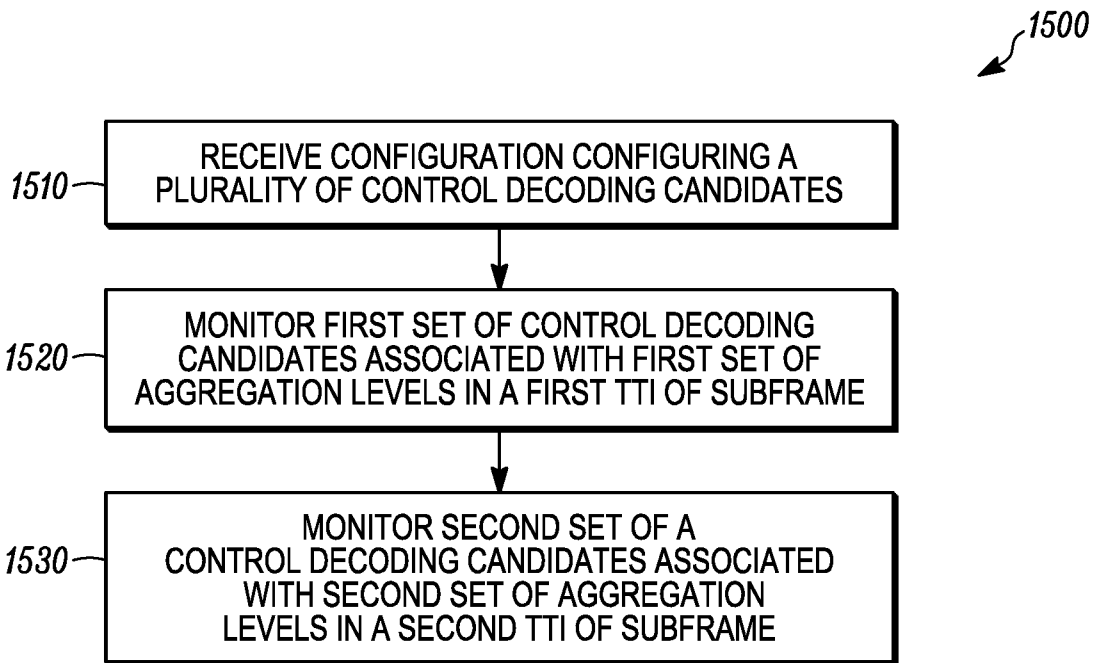 1500
1510
RECEIVE CONFIGURATION CONFIGURING A
PLURALITY OF CONTROL DECODING CANDIDATES
1520
MONITOR FIRST SET OF CONTROL DECODING
CANDIDATES ASSOCIATED WITH FIRST SET OF
AGGREGATION LEVELS IN A FIRST TTI OF SUBFRAME
1530
MONITOR SECOND SET OF A
CONTROL DECODING CANDIDATES ASSOCIATED
WITH SECOND SET OF AGGREGATION
LEVELS IN A SECOND TTI OF SUBFRAME